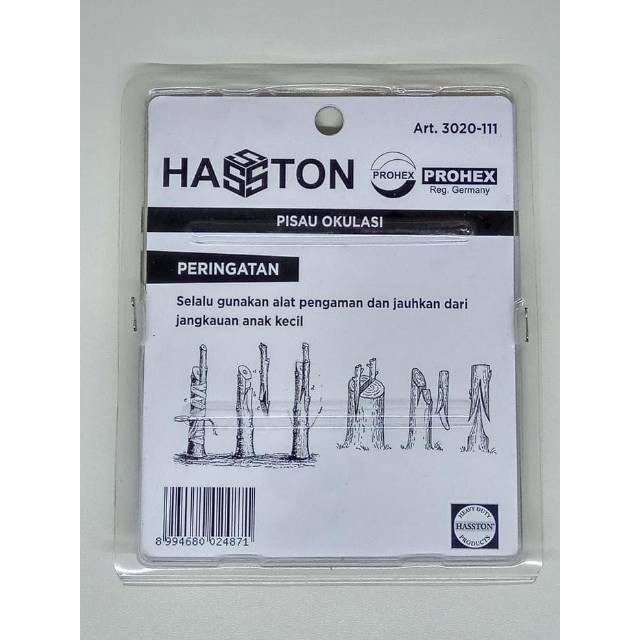 Art. 3020-111
HASSTON
PROHEX
PROHEX
Reg. Germany
PISAU OKULASI
PERINGATAN
Selalu gunakan alat pengaman dan jauhkan dari
jangkauan anak kecil
8 994680 024871
HEAVY DUTY
HASSTON
PRODUCTS